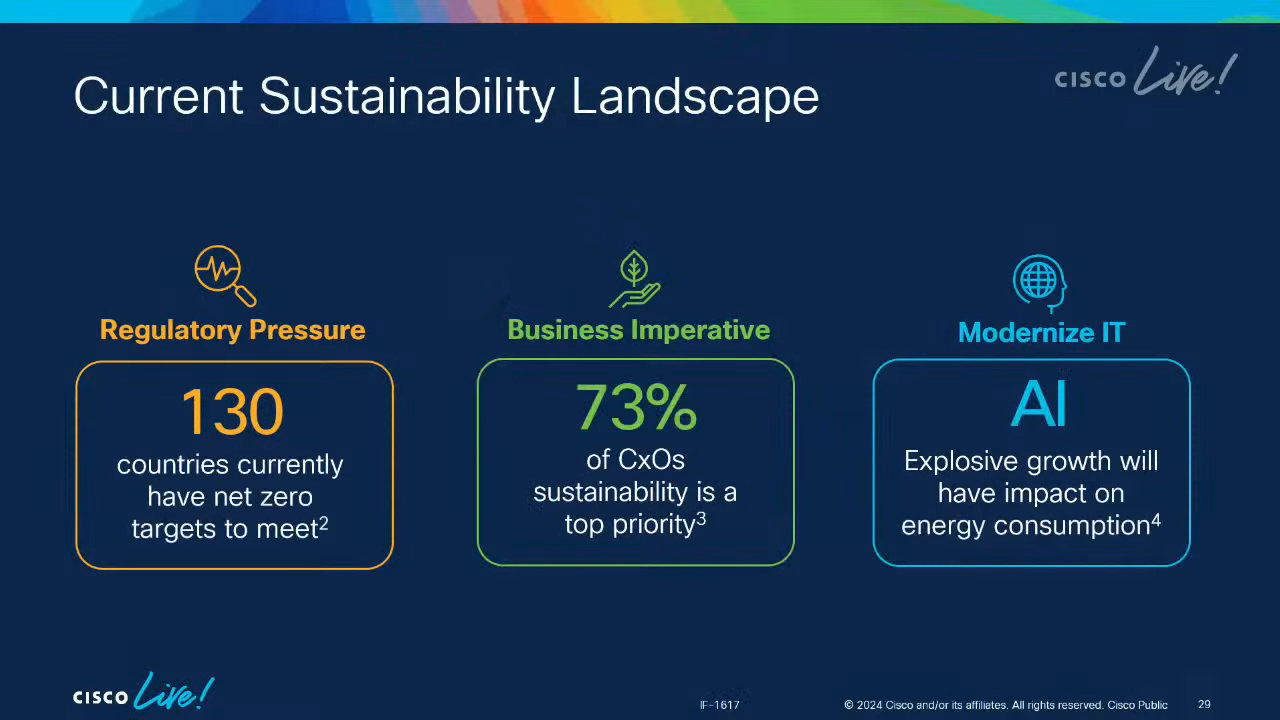 CISCO Live!
Current Sustainability Landscape
Regulatory Pressure
130
countries currently
have net zero
targets to meet²
Business Imperative
73%
of CxOs
sustainability is a
top priority³
Modernize IT
AI
Explosive growth will
have impact on
energy consumption⁴
CISCO Live!
IF-1617
© 2024 Cisco and/or its affiliates. All rights reserved. Cisco Public
29